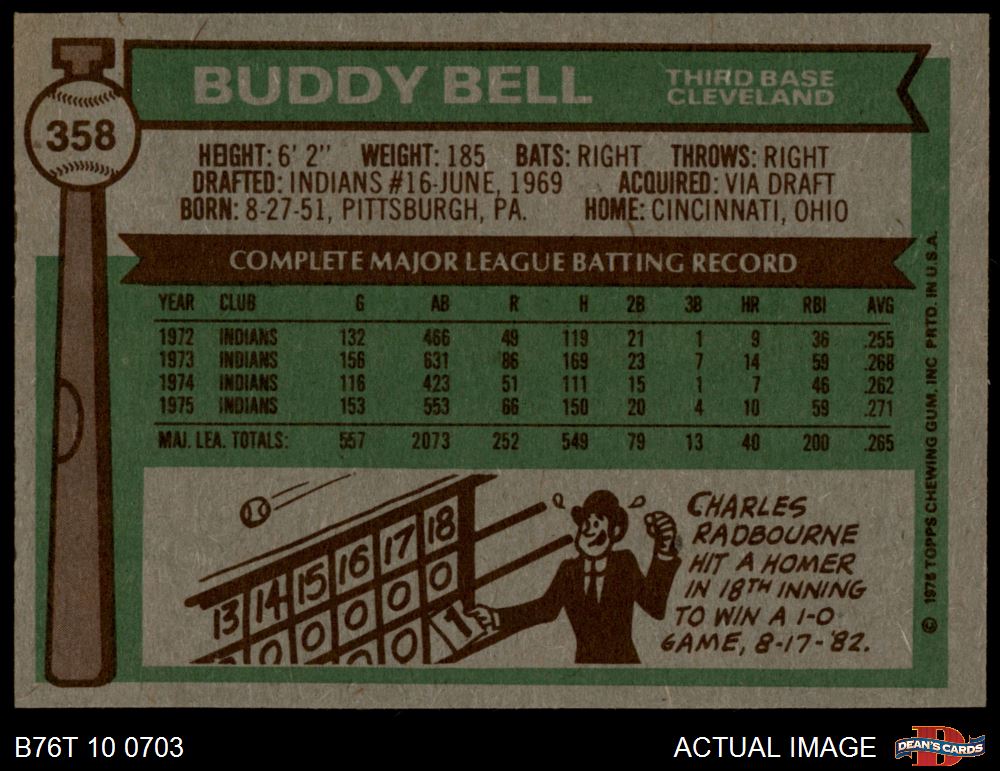 358
BUDDY BELL
THIRD BASE
CLEVELAND
HEIGHT: 6' 2" WEIGHT: 185 BATS: RIGHT THROWS: RIGHT
DRAFTED: INDIANS #16-JUNE, 1969 ACQUIRED: VIA DRAFT
BORN: 8-27-51, PITTSBURGH, PA. HOME: CINCINNATI, OHIO
COMPLETE MAJOR LEAGUE BATTING RECORD
YEAR CLUB G AB R H 2B 3B HR RBI AVG
1972 INDIANS 132 466 49 119 21 1 9 36 .255
1973 INDIANS 156 631 86 169 23 7 14 59 .268
1974 INDIANS 116 423 51 111 15 1 7 46 .262
1975 INDIANS 153 553 66 150 20 4 10 59 .271
MAJ. LEA. TOTALS: 557 2073 252 549 79 13 40 200 .265
13 14 15 16 17 18
0 0 0 0 0
0 0 0 1
CHARLES
RADBOURNE
HIT A HOMER
IN 18TH INNING
TO WIN A 1-0
GAME, 8-17-'82.
© 1976 TOPPS CHEWING GUM, INC PRTD. IN U.S.A.
B76T 10 0703
ACTUAL IMAGE
D
DEAN'S CARDS